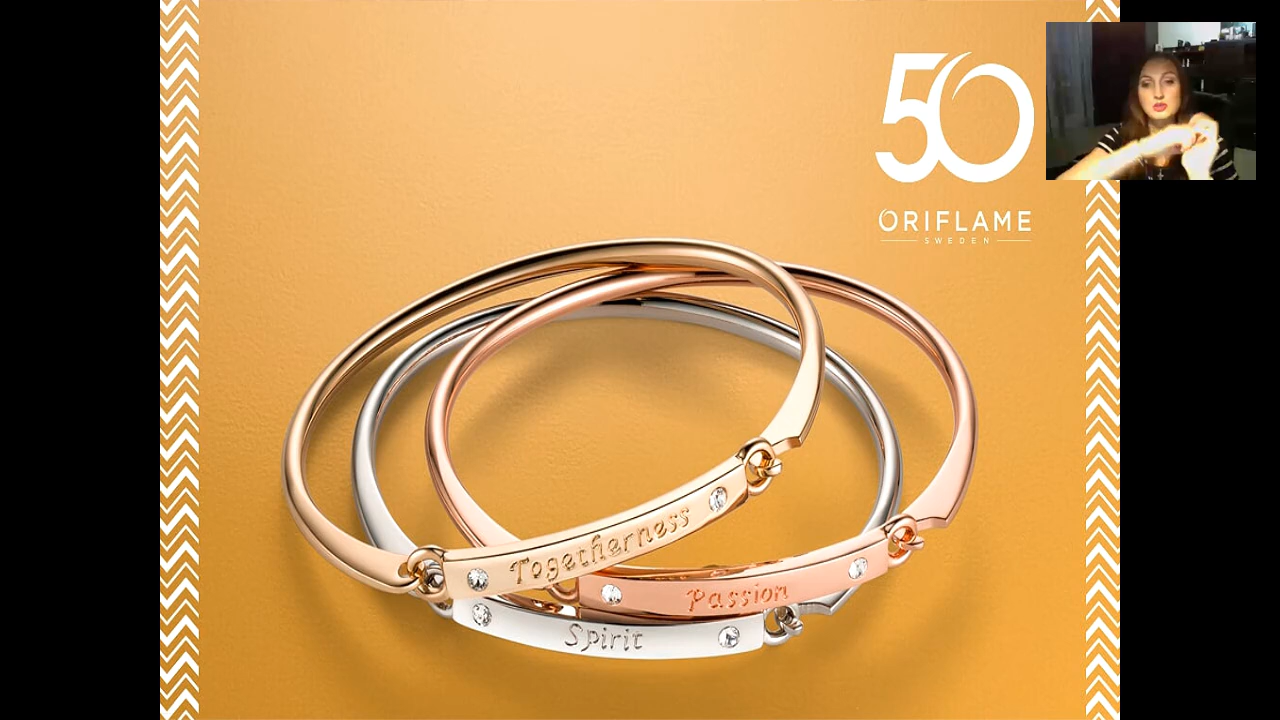 50
ORIFLAME
SWEDEN
Togetherness
Passion
Spirit